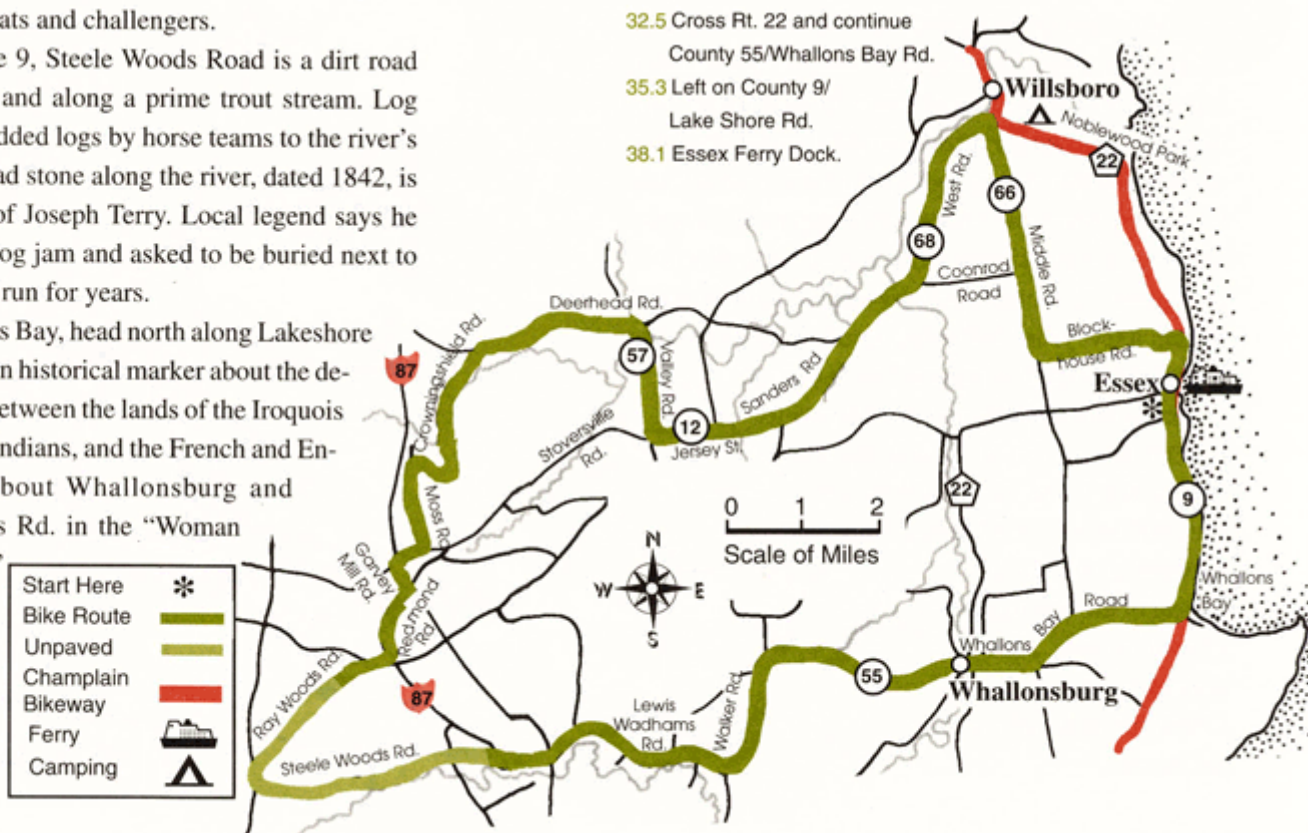 ats and challengers.
e 9, Steele Woods Road is a dirt road
and along a prime trout stream. Log
dded logs by horse teams to the river's
ad stone along the river, dated 1842, is
of Joseph Terry. Local legend says he
og jam and asked to be buried next to
run for years.
s Bay, head north along Lakeshore
n historical marker about the de-
etween the lands of the Iroquois
ndians, and the French and En-
bout Whallonsburg and
s Rd. in the “Woman
32.5 Cross Rt. 22 and continue
County 55/Whallons Bay Rd.
35.3 Left on County 9/
Lake Shore Rd.
38.1 Essex Ferry Dock.
Willsboro
Noblewood Park
22
West Rd.
66
68
Middle Rd.
Coonrod
Road
Block-
house Rd.
Essex
Deerhead Rd.
57
Valley Rd.
87
Crowningshield Rd.
Sanders Rd
12
Jersey St.
Stoversville
Rd.
22
9
Moss Rd.
0 1 2
Scale of Miles
N
W E
S
Garvey
Mill Rd.
Redmond
Rd
Whallons
Bay
Whallons Bay Road
Whallonsburg
55
Ray Woods Rd.
87
Walker Rd.
Lewis
Wadhams
Rd.
Steele Woods Rd.
Start Here
Bike Route
Unpaved
Champlain
Bikeway
Ferry
Camping